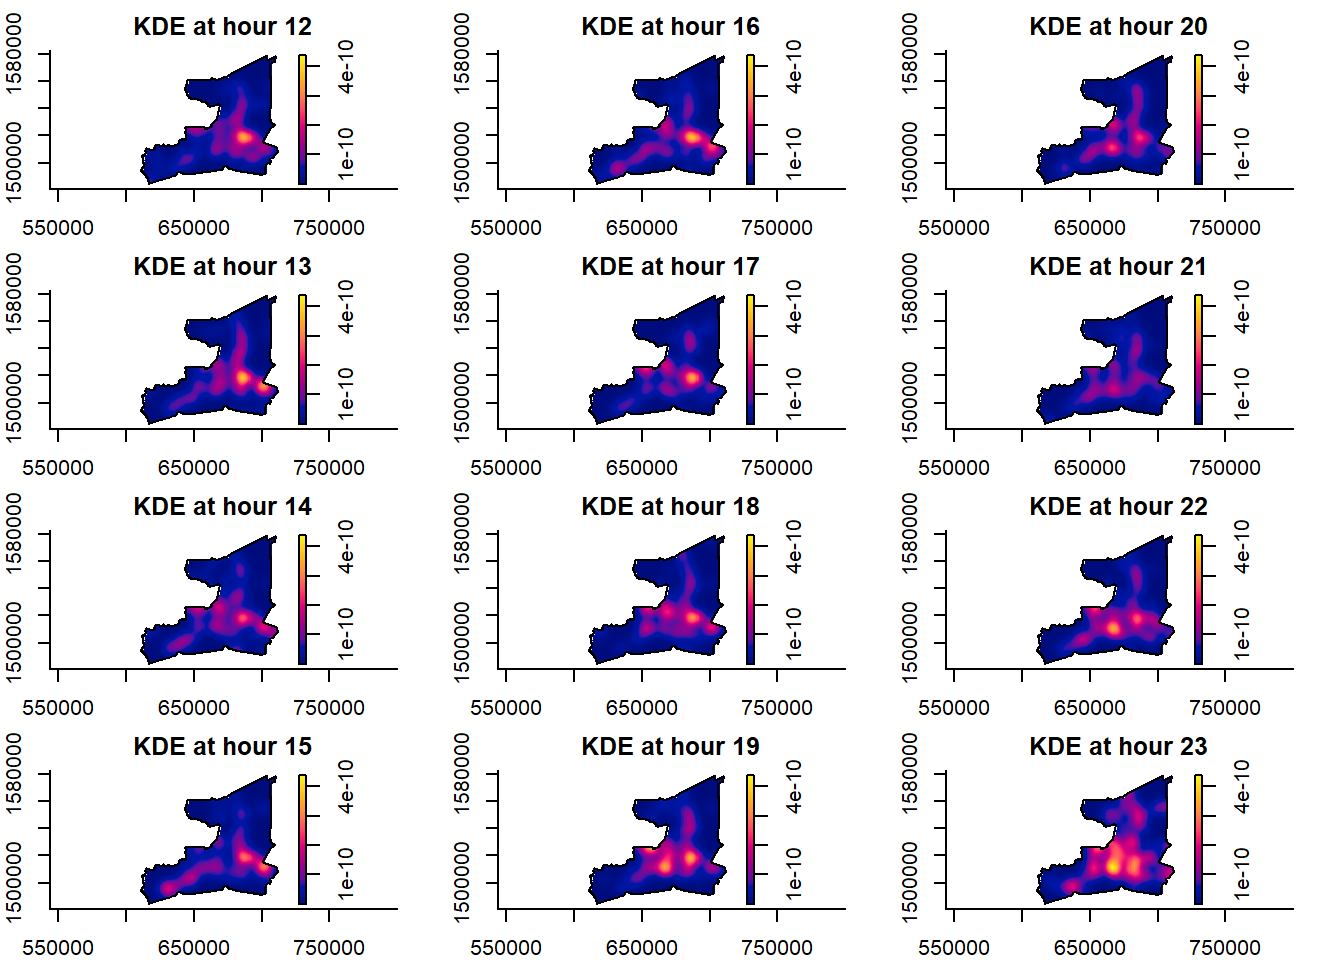 KDE at hour 12
1500000 1580000
1e-10 4e-10
550000 650000 750000
KDE at hour 16
1500000 1580000
1e-10 4e-10
550000 650000 750000
KDE at hour 20
1500000 1580000
1e-10 4e-10
550000 650000 750000
KDE at hour 13
1500000 1580000
1e-10 4e-10
550000 650000 750000
KDE at hour 17
1500000 1580000
1e-10 4e-10
550000 650000 750000
KDE at hour 21
1500000 1580000
1e-10 4e-10
550000 650000 750000
KDE at hour 14
1500000 1580000
1e-10 4e-10
550000 650000 750000
KDE at hour 18
1500000 1580000
1e-10 4e-10
550000 650000 750000
KDE at hour 22
1500000 1580000
1e-10 4e-10
550000 650000 750000
KDE at hour 15
1500000 1580000
1e-10 4e-10
550000 650000 750000
KDE at hour 19
1500000 1580000
1e-10 4e-10
550000 650000 750000
KDE at hour 23
1500000 1580000
1e-10 4e-10
550000 650000 750000